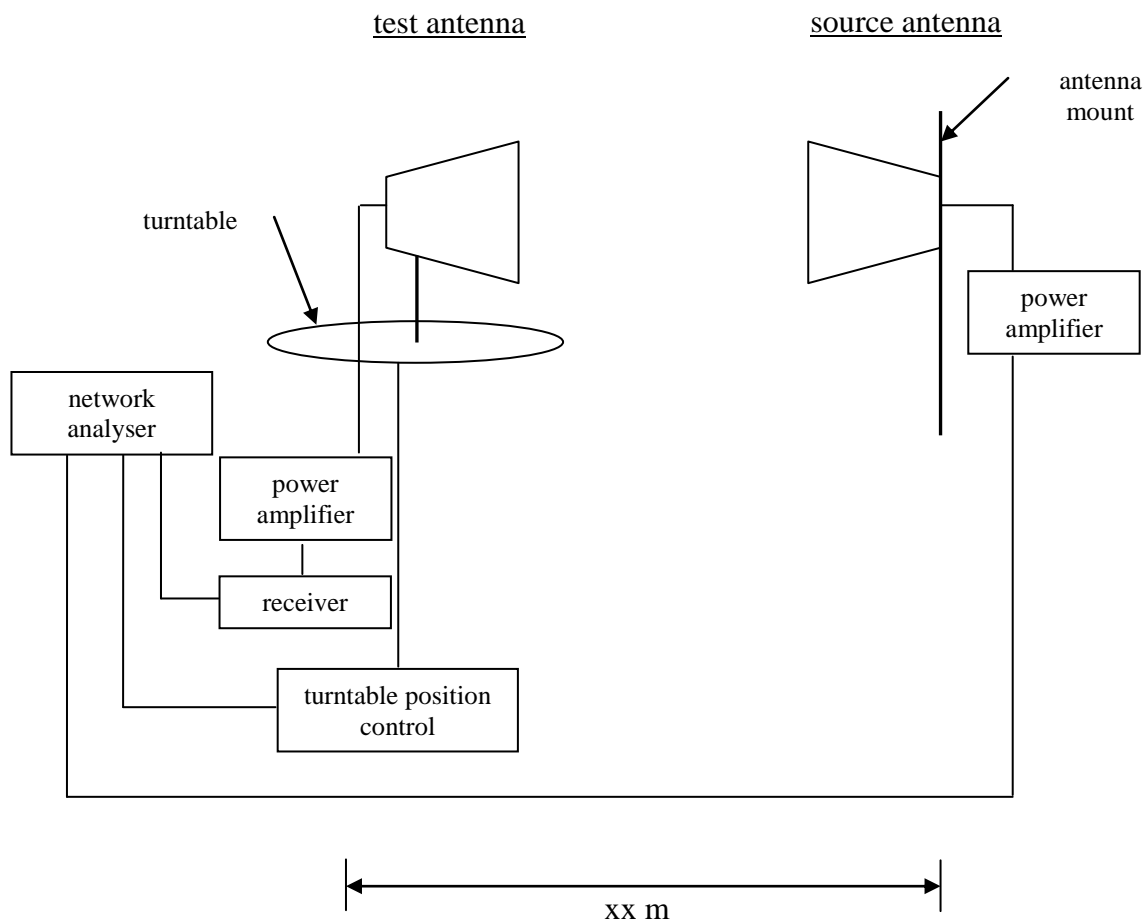 test antenna
source antenna
antenna
mount
turntable
power
amplifier
network
analyser
power
amplifier
receiver
turntable position
control
xx m